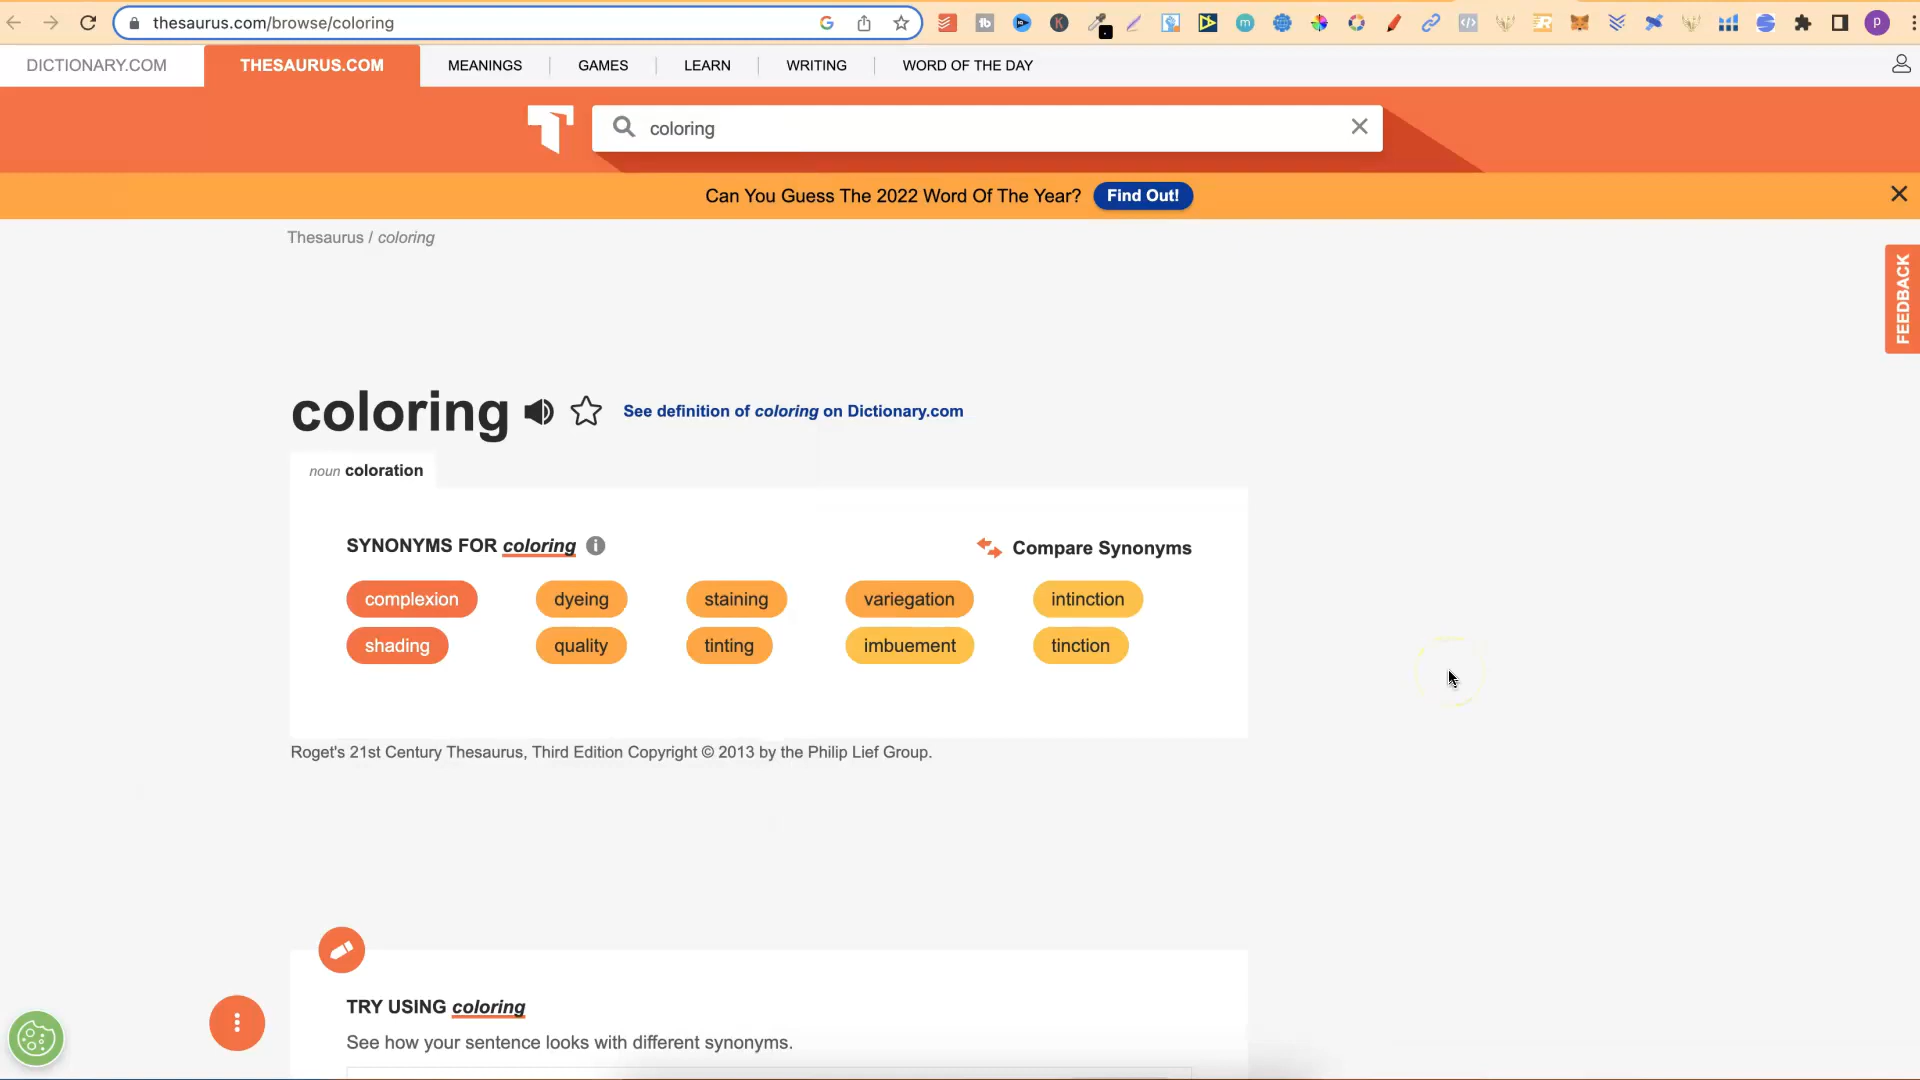 thesaurus.com/browse/coloring
DICTIONARY.COM THESAURUS.COM MEANINGS GAMES LEARN WRITING WORD OF THE DAY
coloring
Can You Guess The 2022 Word Of The Year? Find Out!
Thesaurus / coloring
FEEDBACK
coloring See definition of coloring on Dictionary.com
noun coloration
SYNONYMS FOR coloring Compare Synonyms
complexion dyeing staining variegation intinction
shading quality tinting imbuement tinction
Roget's 21st Century Thesaurus, Third Edition Copyright © 2013 by the Philip Lief Group.
TRY USING coloring
See how your sentence looks with different synonyms.